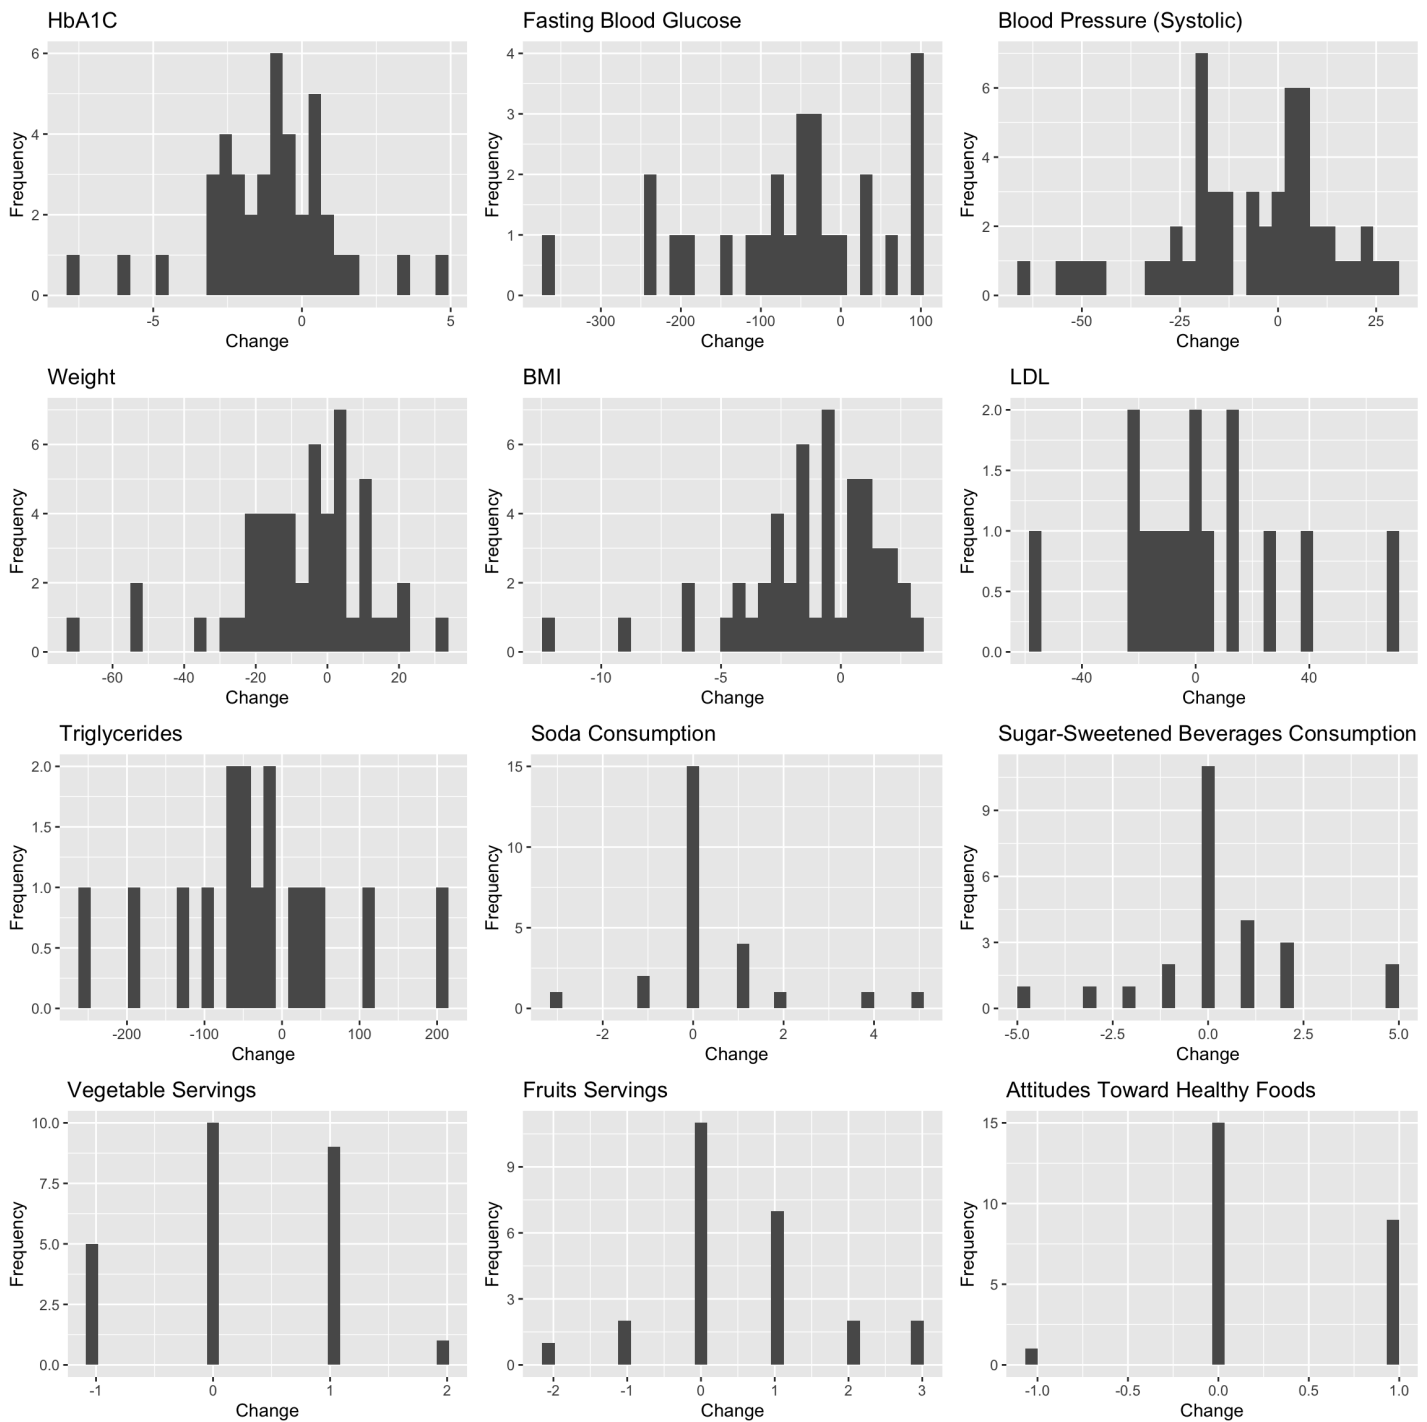 HbA1C
Frequency
6
4
2
0
-5
0
5
Change
Fasting Blood Glucose
Frequency
4
3
2
1
0
-300
-200
-100
0
100
Change
Blood Pressure (Systolic)
Frequency
6
4
2
0
-50
-25
0
25
Change
Weight
Frequency
6
4
2
0
-60
-40
-20
0
20
Change
BMI
Frequency
6
4
2
0
-10
-5
0
Change
LDL
Frequency
2.0
1.5
1.0
0.5
0.0
-40
0
40
Change
Triglycerides
Frequency
2.0
1.5
1.0
0.5
0.0
-200
-100
0
100
200
Change
Soda Consumption
Frequency
15
10
5
0
-2
0
2
4
Change
Sugar-Sweetened Beverages Consumption
Frequency
9
6
3
0
-5.0
-2.5
0.0
2.5
5.0
Change
Vegetable Servings
Frequency
10.0
7.5
5.0
2.5
0.0
-1
0
1
2
Change
Fruits Servings
Frequency
9
6
3
0
-2
-1
0
1
2
3
Change
Attitudes Toward Healthy Foods
Frequency
15
10
5
0
-1.0
-0.5
0.0
0.5
1.0
Change